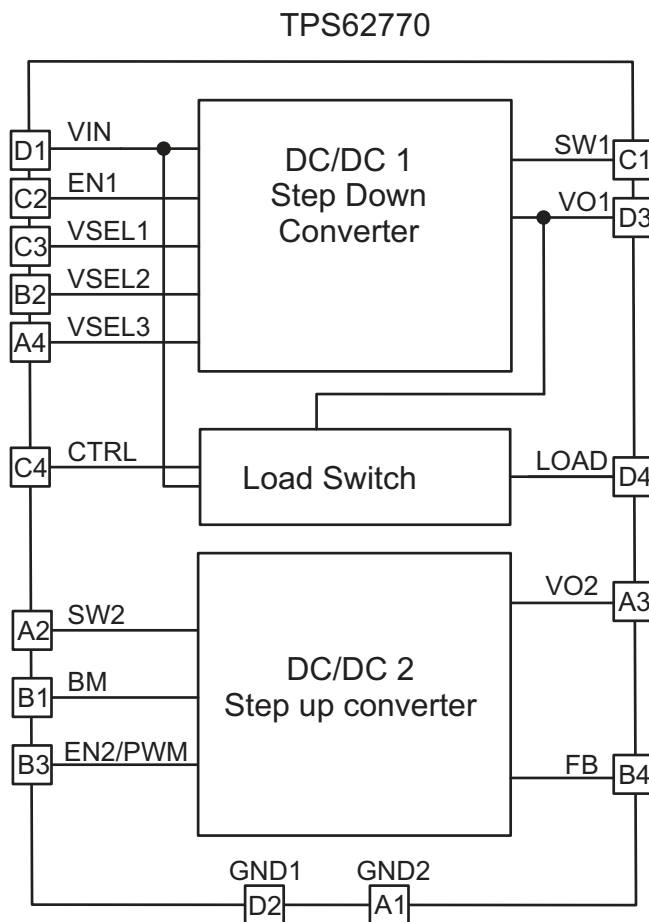 TPS62770
D1 VIN
C2 EN1
C3 VSEL1
B2 VSEL2
A4 VSEL3
DC/DC 1
Step Down
Converter
SW1 C1
VO1 D3
C4 CTRL
Load Switch
LOAD D4
A2 SW2
B1 BM
B3 EN2/PWM
DC/DC 2
Step up converter
VO2 A3
FB B4
GND1 GND2
D2 A1